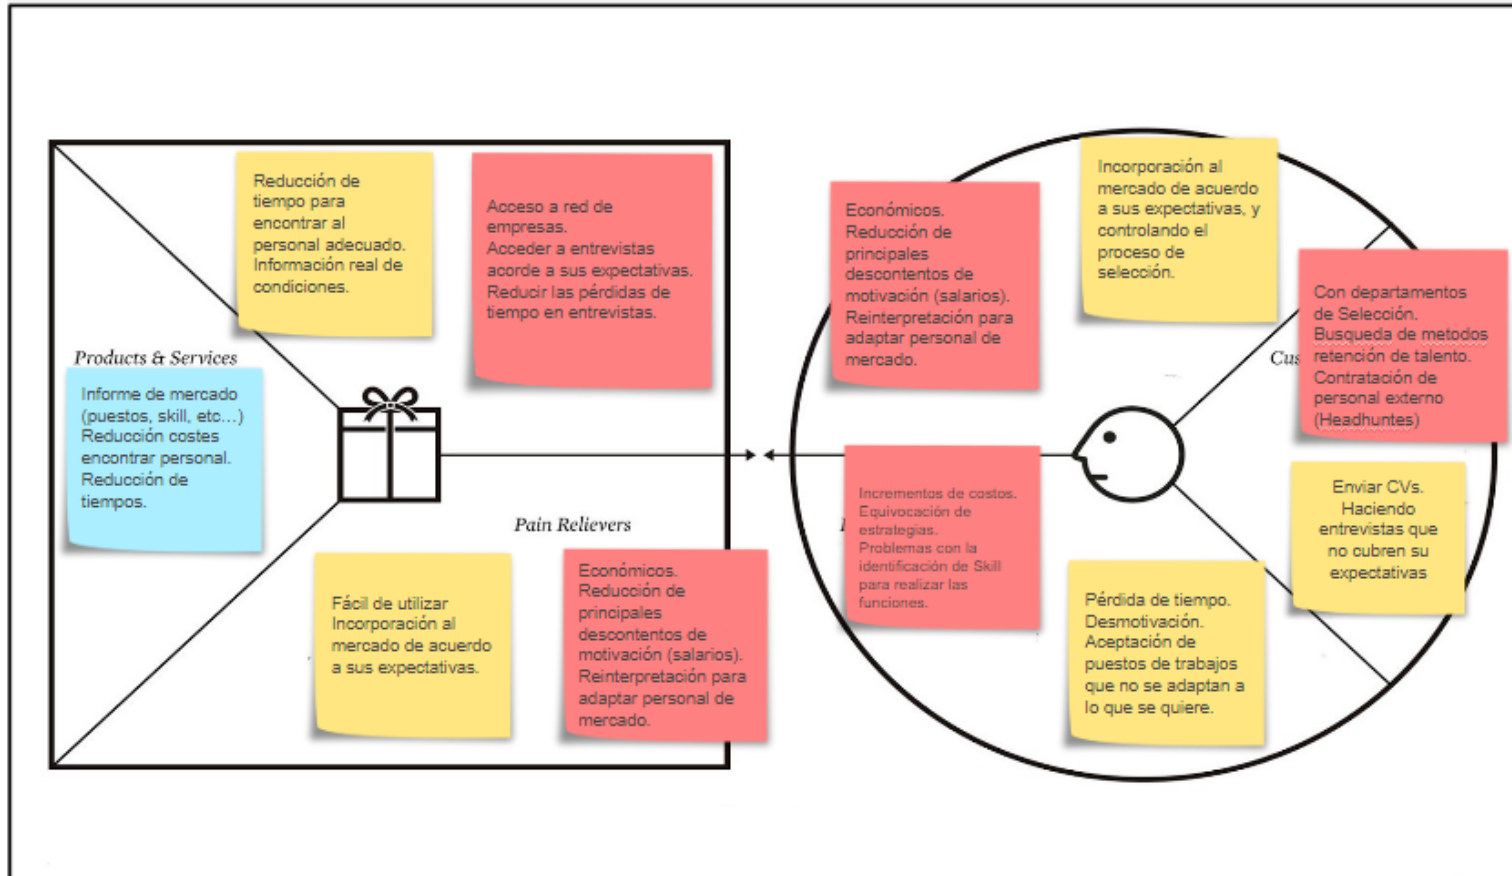 Reducción de
tiempo para
encontrar al
personal adecuado.
Información real de
condiciones.
Acceso a red de
empresas.
Acceder a entrevistas
acorde a sus expectativas.
Reducir las pérdidas de
tiempo en entrevistas.
Products & Services
Informe de mercado
(puestos, skill, etc...)
Reducción costes
encontrar personal.
Reducción de
tiempos.
Pain Relievers
Fácil de utilizar
Incorporación al
mercado de acuerdo
a sus expectativas.
Económicos.
Reducción de
principales
descontentos de
motivación (salarios).
Reinterpretación para
adaptar personal de
mercado.
Económicos.
Reducción de
principales
descontentos de
motivación (salarios).
Reinterpretación para
adaptar personal de
mercado.
Incorporación al
mercado de acuerdo
a sus expectativas, y
controlando el
proceso de
selección.
Cus
Con departamentos
de Selección.
Busqueda de metodos
retención de talento.
Contratación de
personal externo
(Headhuntes)
Incrementos de costos.
Equivocación de
estrategias.
Problemas con la
identificación de Skill
para realizar las
funciones.
Enviar CVs.
Haciendo
entrevistas que
no cubren su
expectativas
Pérdida de tiempo.
Desmotivación.
Aceptación de
puestos de trabajos
que no se adaptan a
lo que se quiere.